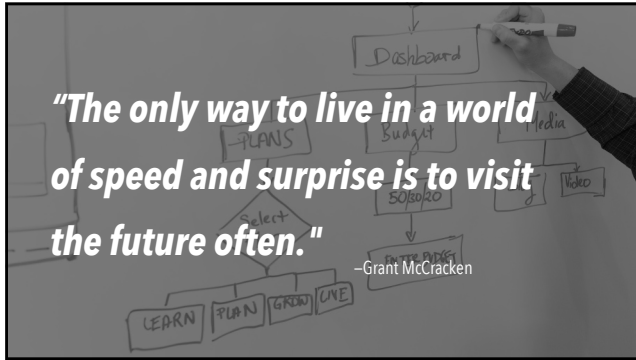 Dashboard
"The only way to live in a world
of speed and surprise is to visit
the future often."
–Grant McCracken
PLANS
Budget
Media
50/30/20
Video
Select
LEARN
PLAN
GROW
LIVE